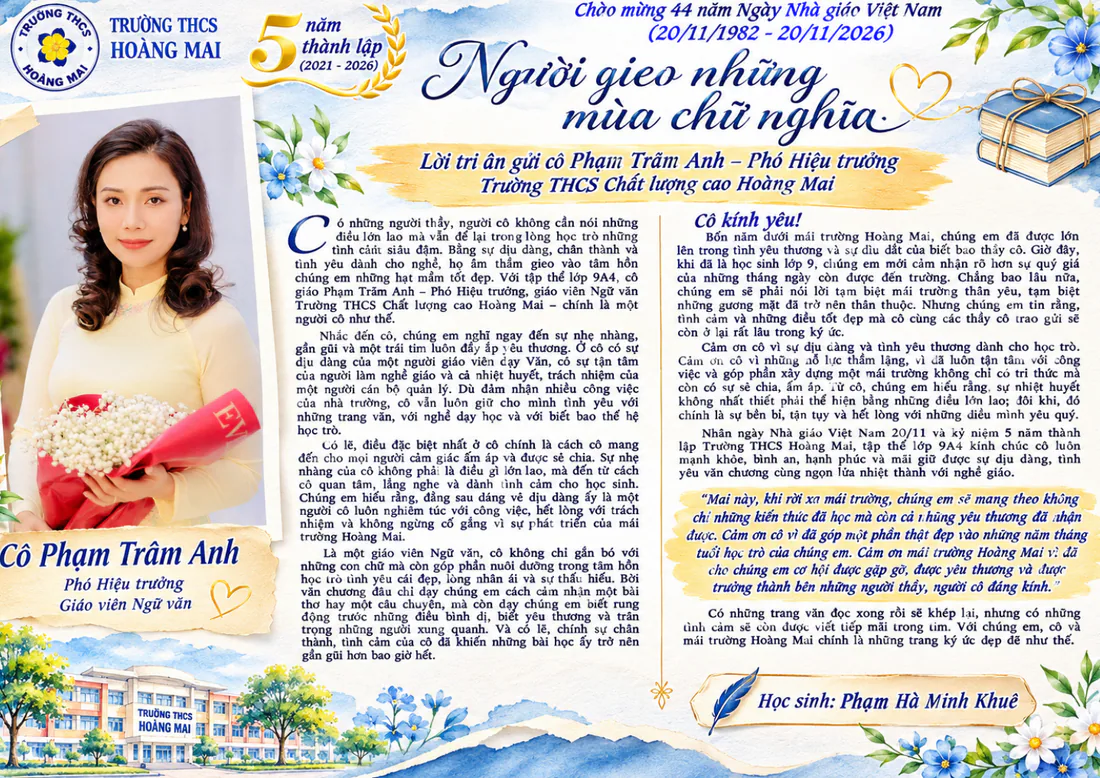 TRƯỜNG THCS
HOÀNG MAI
TRƯỜNG THCS
HOÀNG MAI
5 năm
thành lập
(2021 - 2026)
Chào mừng 44 năm Ngày Nhà giáo Việt Nam
(20/11/1982 - 20/11/2026)
Người gieo những
mùa chữ nghĩa
Lời tri ân gửi cô Phạm Trâm Anh – Phó Hiệu trưởng
Trường THCS Chất lượng cao Hoàng Mai
EV
Cô Phạm Trâm Anh
Phó Hiệu trưởng
Giáo viên Ngữ văn
TRƯỜNG THCS
HOÀNG MAI
Có những người thầy, người cô không cần nói những
điều lớn lao mà vẫn để lại trong lòng học trò những
tình cảm sâu đậm. Bằng sự dịu dàng, chân thành và
tình yêu dành cho nghề, họ âm thầm gieo vào tâm hồn
chúng em những hạt mầm tốt đẹp. Với tập thể lớp 9A4, cô
giáo Phạm Trâm Anh – Phó Hiệu trưởng, giáo viên Ngữ văn
Trường THCS Chất lượng cao Hoàng Mai – chính là một
người cô như thế.
Nhắc đến cô, chúng em nghĩ ngay đến sự nhẹ nhàng,
gần gũi và một trái tim luôn đầy ắp yêu thương. Ở cô có sự
dịu dàng của một người giáo viên dạy Văn, có sự tận tâm
của người làm nghề giáo và cả nhiệt huyết, trách nhiệm của
một người cán bộ quản lý. Dù đảm nhận nhiều công việc
của nhà trường, cô vẫn luôn giữ cho mình tình yêu với
những trang văn, với nghề dạy học và với biết bao thế hệ
học trò.
Có lẽ, điều đặc biệt nhất ở cô chính là cách cô mang
đến cho mọi người cảm giác ấm áp và được sẻ chia. Sự nhẹ
nhàng của cô không phải là điều gì lớn lao, mà đến từ cách
cô quan tâm, lắng nghe và dành tình cảm cho học sinh.
Chúng em hiểu rằng, đằng sau dáng vẻ dịu dàng ấy là một
người cô luôn nghiêm túc với công việc, hết lòng với trách
nhiệm và không ngừng cố gắng vì sự phát triển của mái
trường Hoàng Mai.
Là một giáo viên Ngữ văn, cô không chỉ gắn bó với
những con chữ mà còn góp phần nuôi dưỡng trong tâm hồn
học trò tình yêu cái đẹp, lòng nhân ái và sự thấu hiểu. Bởi
văn chương đâu chỉ dạy chúng em cách cảm nhận một bài
thơ hay một câu chuyện, mà còn dạy chúng em biết rung
động trước những điều bình dị, biết yêu thương và trân
trọng những người xung quanh. Và có lẽ, chính sự chân
thành, tình cảm của cô đã khiến những bài học ấy trở nên
gần gũi hơn bao giờ hết.
Cô kính yêu!
Bốn năm dưới mái trường Hoàng Mai, chúng em đã được lớn
lên trong tình yêu thương và sự dìu dắt của biết bao thầy cô. Giờ đây,
khi đã là học sinh lớp 9, chúng em mới cảm nhận rõ hơn sự quý giá
của những tháng ngày còn được đến trường. Chẳng bao lâu nữa,
chúng em sẽ phải nói lời tạm biệt mái trường thân yêu, tạm biệt
những gương mặt đã trở nên thân thuộc. Nhưng chúng em tin rằng,
tình cảm và những điều tốt đẹp mà cô cùng các thầy cô trao gửi sẽ
còn ở lại rất lâu trong ký ức.
Cảm ơn cô vì sự dịu dàng và tình yêu thương dành cho học trò.
Cảm ơn cô vì những nỗ lực thầm lặng, vì đã luôn tận tâm với công
việc và góp phần xây dựng một mái trường không chỉ có tri thức mà
còn có sự sẻ chia, ấm áp. Từ cô, chúng em hiểu rằng, sự nhiệt huyết
không nhất thiết phải thể hiện bằng những điều lớn lao; đôi khi, đó
chính là sự bền bỉ, tận tụy và hết lòng với những điều mình yêu quý.
Nhân ngày Nhà giáo Việt Nam 20/11 và kỷ niệm 5 năm thành
lập Trường THCS Hoàng Mai, tập thể lớp 9A4 kính chúc cô luôn
mạnh khỏe, bình an, hạnh phúc và mãi giữ được sự dịu dàng, tình
yêu văn chương cùng ngọn lửa nhiệt thành với nghề giáo.
“Mai này, khi rời xa mái trường, chúng em sẽ mang theo không
chỉ những kiến thức đã học mà còn cả những yêu thương đã nhận
được. Cảm ơn cô vì đã góp một phần thật đẹp vào những năm tháng
tuổi học trò của chúng em. Cảm ơn mái trường Hoàng Mai vì đã
cho chúng em cơ hội được gặp gỡ, được yêu thương và được
trưởng thành bên những người thầy, người cô đáng kính.”
Có những trang văn đọc xong rồi sẽ khép lại, nhưng có những
tình cảm sẽ còn được viết tiếp mãi trong tim. Với chúng em, cô và
mái trường Hoàng Mai chính là những trang ký ức đẹp đẽ như thế.
Học sinh: Phạm Hà Minh Khuê